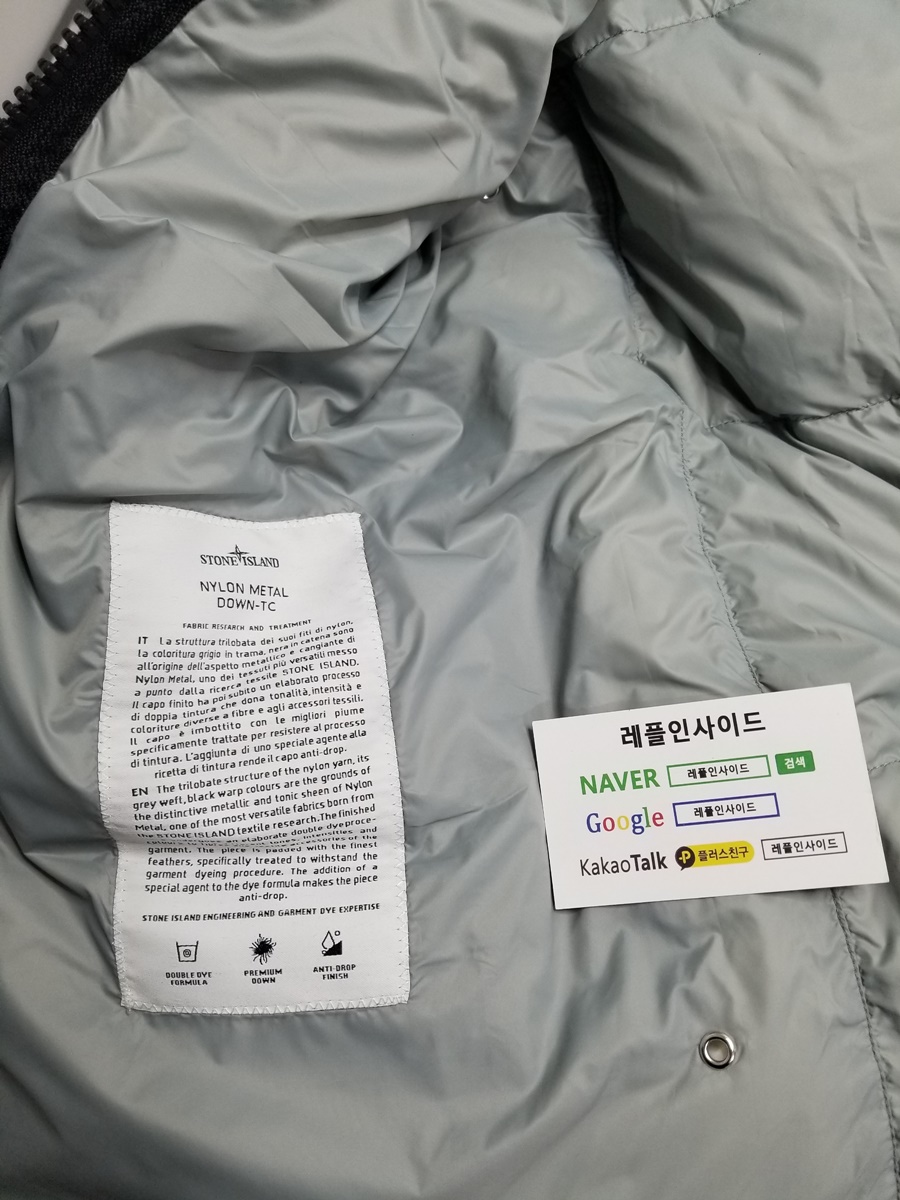 STONE ISLAND
NYLON METAL
DOWN-TC
FABRIC RESEARCH AND TREATMENT
IT La struttura trilobata dei suoi fiti di nylon,
la coloritura grigio in trama, nera in catena sono
all'origine dell'aspetto metallico e cangiante di
Nylon Metal, uno dei tessuti più versatili messo
a punto dalla ricerca tessile STONE ISLAND.
Il capo finito ha poi subito un elaborato processo
di doppia tintura che dona tonalità, intensità e
coloriture diverse a fibre e agli accessori tessili.
Il capo è imbottito con le migliori piume
specificamente trattate per resistere al processo
di tintura. L'aggiunta di uno speciale agente alla
ricetta di tintura rende il capo anti-drop.
EN The trilobate structure of the nylon yarn, its
grey weft, black warp colours are the grounds of
the distinctive metallic and tonic sheen of Nylon
Metal, one of the most versatile fabrics born from
the STONE ISLAND textile research. The finished
an elaborate double dyeproce-
intensities and
garment. The piece is padded with the finest
feathers, specifically treated to withstand the
garment dyeing procedure. The addition of a
special agent to the dye formula makes the piece
anti-drop.
STONE ISLAND ENGINEERING AND GARMENT DYE EXPERTISE
DOUBLE DYE
FORMULA
PREMIUM
DOWN
ANTI-DROP
FINISH
레플인사이드
NAVER 레플인사이드 검색
Google 레플인사이드
KakaoTalk P 플러스친구 레플인사이드